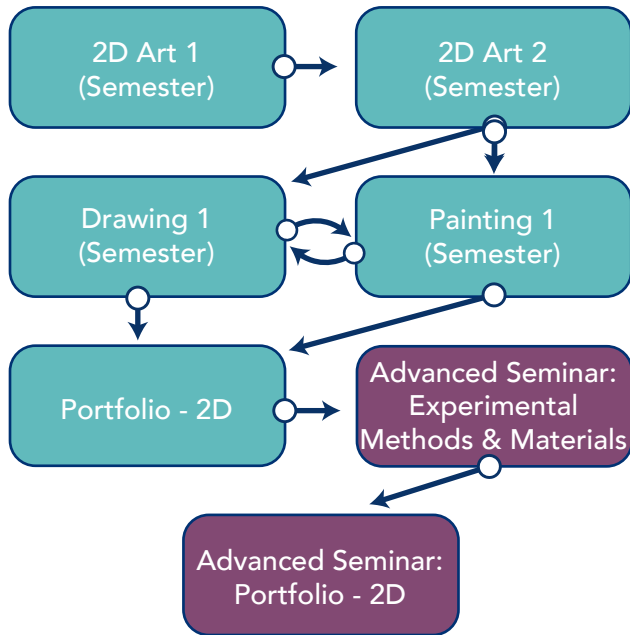 2D Art 1
(Semester)
2D Art 2
(Semester)
Drawing 1
(Semester)
Painting 1
(Semester)
Portfolio - 2D
Advanced Seminar:
Experimental
Methods & Materials
Advanced Seminar:
Portfolio - 2D